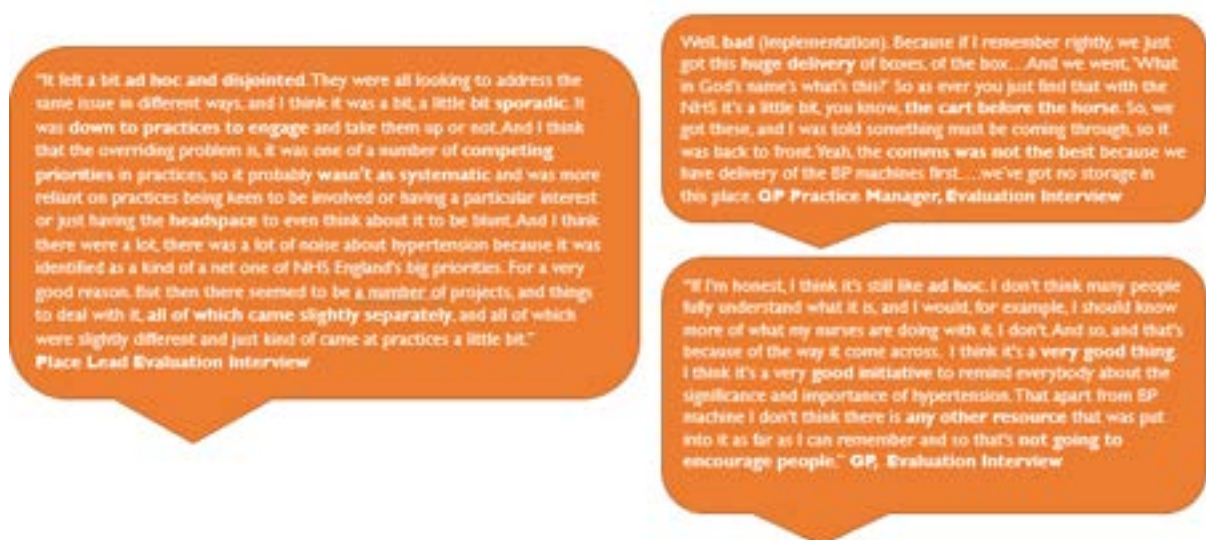 "It felt a bit ad hoc and disjointed. They were all looking to address the
same issue in different ways, and I think it was a bit, a little bit sporadic. It
was down to practices to engage and take them up or not. And I think
that the overriding problem is, it was one of a number of competing
priorities in practices, so it probably wasn't as systematic and was more
reliant on practices being keen to be involved or having a particular interest
or just having the headspace to even think about it to be blunt. And I think
there were a lot, there was a lot of noise about hypertension because it was
identified as a kind of a net one of NHS England's big priorities. For a very
good reason. But then there seemed to be a number of projects, and things
to deal with it, all of which came slightly separately, and all of which
were slightly different and just kind of came at practices a little bit."
Place Lead Evaluation Interview
Well, bad (implementation). Because if I remember rightly, we just
got this huge delivery of boxes, of the box…And we went, 'What
in God's name's what's this?' So as ever you just find that with the
NHS it's a little bit, you know, the cart before the horse. So, we
got these, and I was told something must be coming through, so it
was back to front. Yeah, the comms was not the best because we
have delivery of the BP machines first….we've got no storage in
this place. GP Practice Manager, Evaluation Interview
"If I'm honest, I think it's still like ad hoc. I don't think many people
fully understand what it is, and I would, for example, I should know
more of what my nurses are doing with it. I don't. And so, and that's
because of the way it come across. I think it's a very good thing.
I think it's a very good initiative to remind everybody about the
significance and importance of hypertension. That apart from BP
machine I don't think there is any other resource that was put
into it as far as I can remember and so that's not going to
encourage people." GP, Evaluation Interview